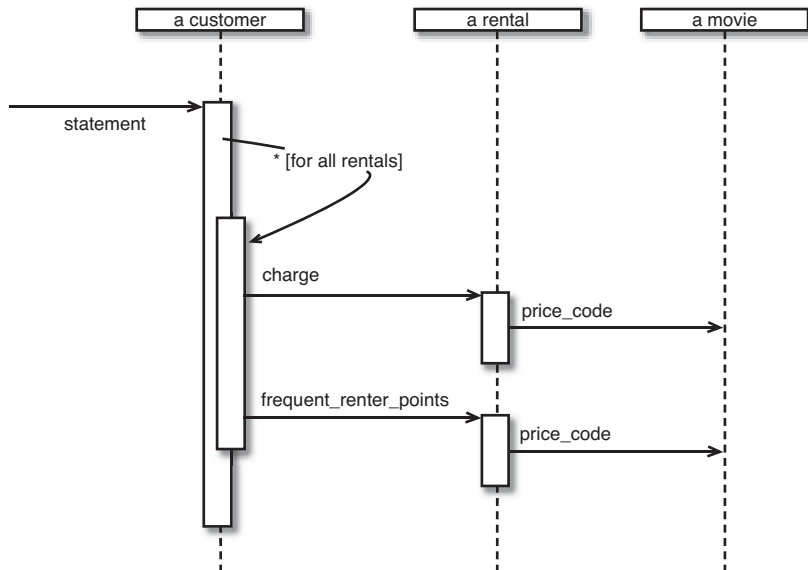 a customer
a rental
a movie
statement
* [for all rentals]
charge
price_code
frequent_renter_points
price_code